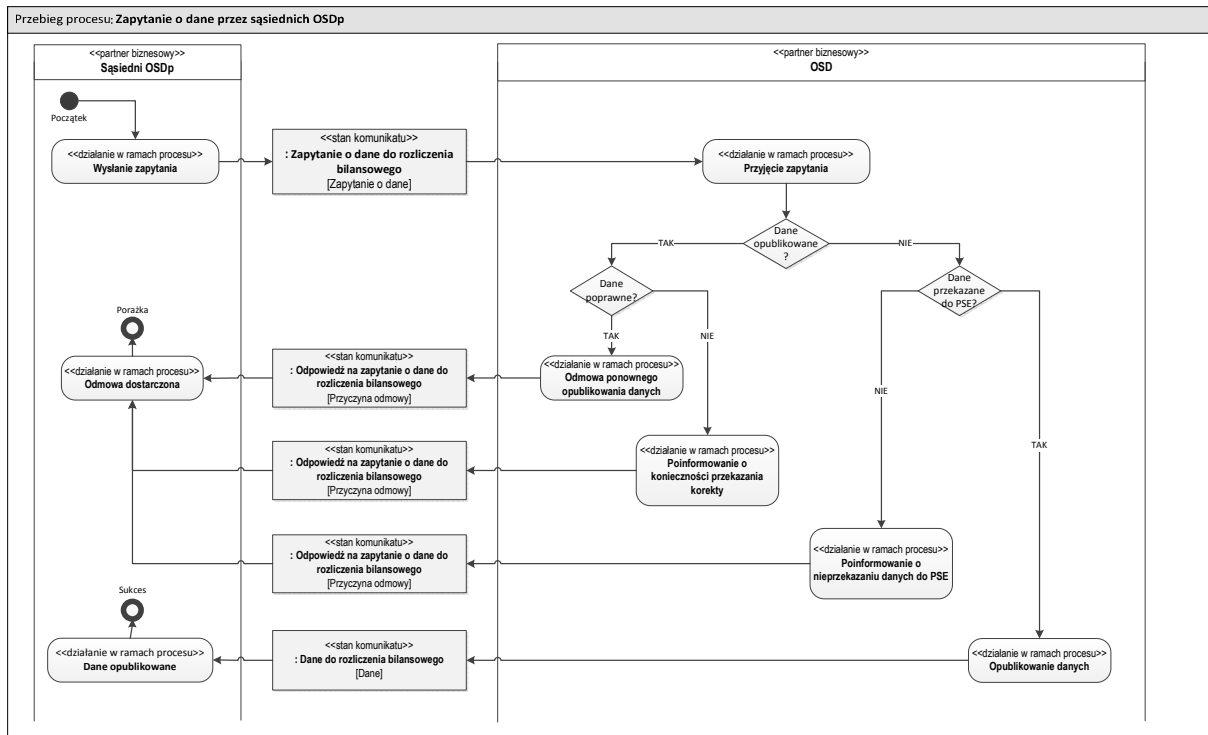 Przebieg procesu; Zapytanie o dane przez sąsiednich OSDp
<<partner biznesowy>>
Sąsiedni OSDp
<<partner biznesowy>>
OSD
Początek
<<działanie w ramach procesu>>
Wysłanie zapytania
<<stan komunikatu>>
: Zapytanie o dane do rozliczenia
bilansowego
[Zapytanie o dane]
<<działanie w ramach procesu>>
Przyjęcie zapytania
Dane
opublikowane
?
TAK
NIE
Dane
poprawne?
Dane
przekazane
do PSE?
TAK
NIE
NIE
TAK
Porażka
<<działanie w ramach procesu>>
Odmowa dostarczona
<<stan komunikatu>>
: Odpowiedź na zapytanie o dane do
rozliczenia bilansowego
[Przyczyna odmowy]
<<działanie w ramach procesu>>
Odmowa ponownego
opublikowania danych
<<stan komunikatu>>
: Odpowiedź na zapytanie o dane do
rozliczenia bilansowego
[Przyczyna odmowy]
<<działanie w ramach procesu>>
Poinformowanie o
konieczności przekazania
korekty
<<stan komunikatu>>
: Odpowiedź na zapytanie o dane do
rozliczenia bilansowego
[Przyczyna odmowy]
<<działanie w ramach procesu>>
Poinformowanie o
nieprzekazaniu danych do PSE
Sukces
<<działanie w ramach procesu>>
Dane opublikowane
<<stan komunikatu>>
: Dane do rozliczenia bilansowego
[Dane]
<<działanie w ramach procesu>>
Opublikowanie danych